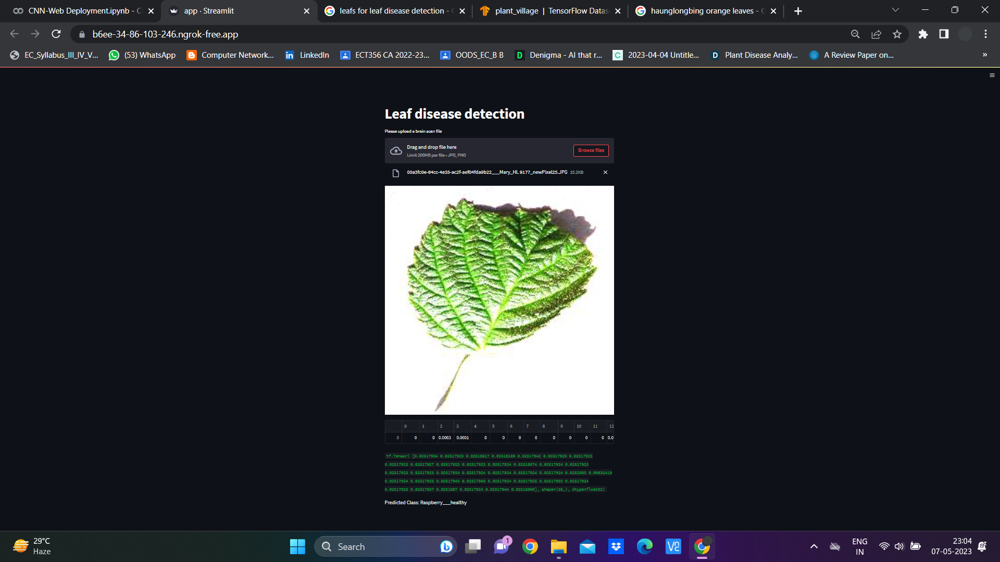 CNN-Web Deployment.ipynb - C
app · Streamlit
leafs for leaf disease detection -
plant_village | TensorFlow Datas
haunglongbing orange leaves -
b6ee-34-86-103-246.ngrok-free.app
EC_Syllabus_III_IV_V...
(53) WhatsApp
Computer Network...
LinkedIn
ECT356 CA 2022-23...
OODS_EC_B B
Denigma - AI that r...
2023-04-04 Untitle...
Plant Disease Analy...
A Review Paper on...
»
Leaf disease detection
Please upload a brain scan file
Drag and drop file here
Limit 200MB per file • JPG, PNG
Browse files
00a3fc0e-64cc-4e35-ac2f-aef04fda9b22___Mary_HL 9177_newPixel25.JPG 15.2KB
0 1 2 3 4 5 6 7 8 9 10 11 12
0 0 0 0.0003 0.0001 0 0 0 0 0 0 0 0 0.0
tf.Tensor( [0.02517934 0.02517925 0.02518617 0.02518169 0.02517942 0.02517929 0.02517923
0.02517923 0.02517927 0.02517923 0.02517923 0.02517924 0.02518074 0.02517924 0.02517923
0.02517923 0.02517923 0.02517924 0.02517924 0.02517924 0.02517924 0.02517924 0.0252083 0.06832416
0.02517924 0.02517923 0.02517945 0.02517986 0.02517924 0.02517925 0.02517953 0.02517924
0.02517923 0.02517937 0.0251807 0.02517924 0.02517944 0.02518089], shape=(38,), dtype=float32)
Predicted Class: Raspberry___healthy
29°C
Haze
Search
1
ENG
IN
23:04
07-05-2023